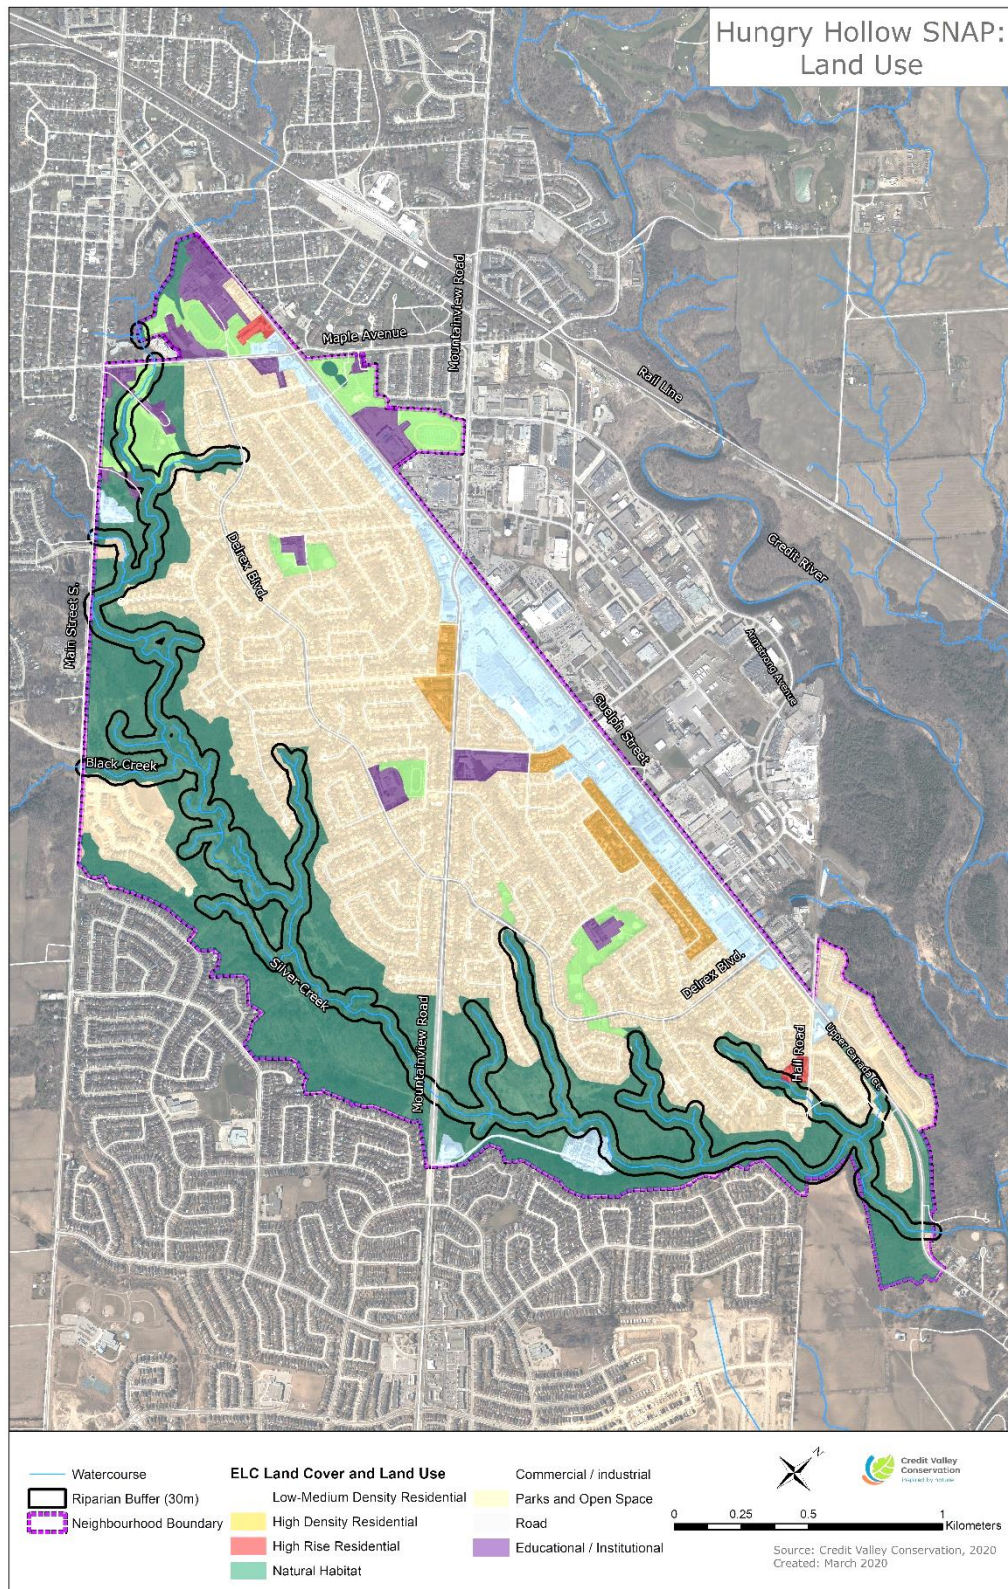 Hungry Hollow SNAP:
Land Use
Mountainview Road
Maple Avenue
Rail Line
Credit River
Delrex Blvd.
Main Street S.
Armstrong Avenue
Guelph Street
Black Creek
Silver Creek
Delrex Blvd.
Mountainview Road
Hall Road
Upper Canada Ct.
Watercourse
Riparian Buffer (30m)
Neighbourhood Boundary
ELC Land Cover and Land Use
Low-Medium Density Residential
High Density Residential
High Rise Residential
Natural Habitat
Commercial / industrial
Parks and Open Space
Road
Educational / Institutional
N
Credit Valley
Conservation
inspired by nature
0 0.25 0.5 1
Kilometers
Source: Credit Valley Conservation, 2020
Created: March 2020